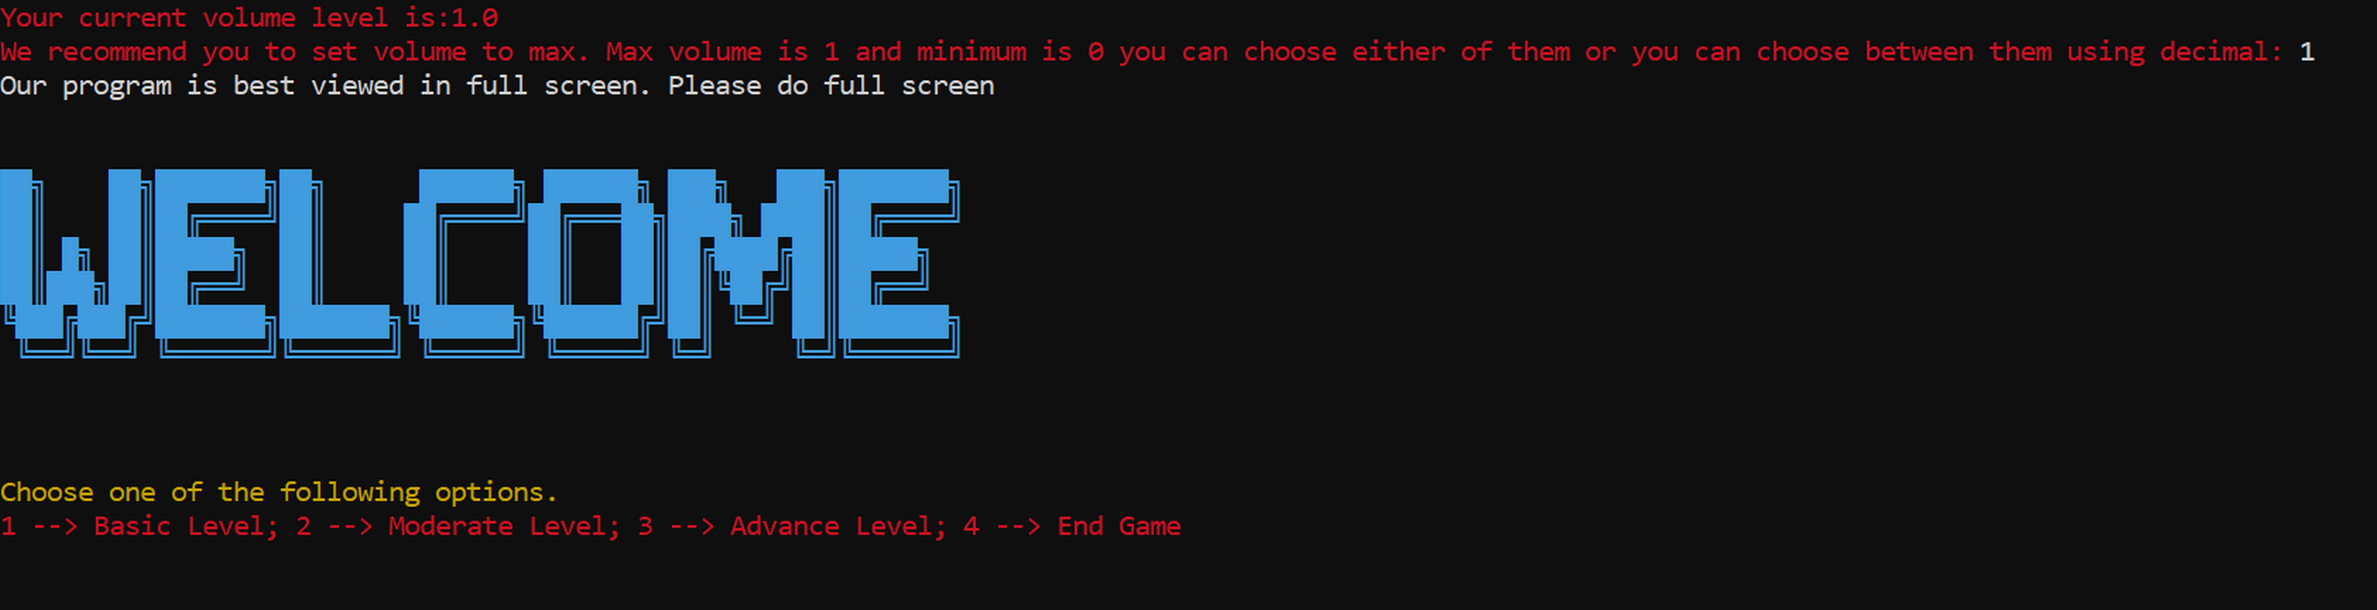 Your current volume level is:1.0
We recommend you to set volume to max. Max volume is 1 and minimum is 0 you can choose either of them or you can choose between them using decimal: 1
Our program is best viewed in full screen. Please do full screen
WELCOME
Choose one of the following options.
1 --> Basic Level; 2 --> Moderate Level; 3 --> Advance Level; 4 --> End Game